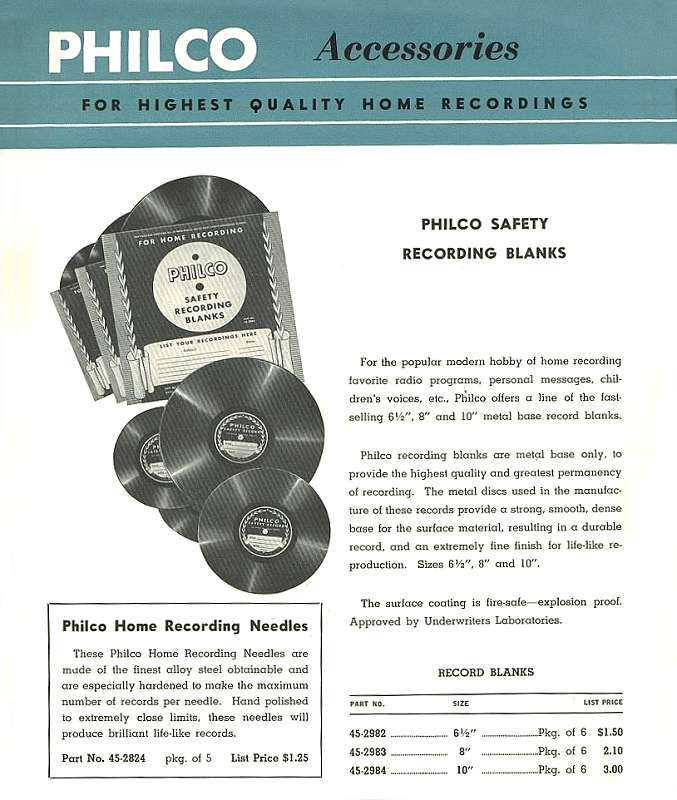 PHILCO Accessories
FOR HIGHEST QUALITY HOME RECORDINGS
FOR HOME RECORDING
PHILCO
SAFETY
RECORDING
BLANKS
LIST YOUR RECORDINGS HERE
PHILCO
SAFETY RECORD
PHILCO
PHILCO
SAFETY RECORD
PHILCO SAFETY
RECORDING BLANKS
For the popular modern hobby of home recording
favorite radio programs, personal messages, chil-
dren's voices, etc., Philco offers a line of the fast-
selling 6½", 8" and 10" metal base record blanks.
Philco recording blanks are metal base only, to
provide the highest quality and greatest permanency
of recording. The metal discs used in the manufac-
ture of these records provide a strong, smooth, dense
base for the surface material, resulting in a durable
record, and an extremely fine finish for life-like re-
production. Sizes 6½", 8" and 10".
The surface coating is fire-safe—explosion proof.
Approved by Underwriters Laboratories.
Philco Home Recording Needles
These Philco Home Recording Needles are
made of the finest alloy steel obtainable and
are especially hardened to make the maximum
number of records per needle. Hand polished
to extremely close limits, these needles will
produce brilliant life-like records.
Part No. 45-2824 pkg. of 5 List Price $1.25
RECORD BLANKS
PART NO. SIZE LIST PRICE
45-2982 6½" Pkg. of 6 $1.50
45-2983 8" Pkg. of 6 2.10
45-2984 10" Pkg. of 6 3.00